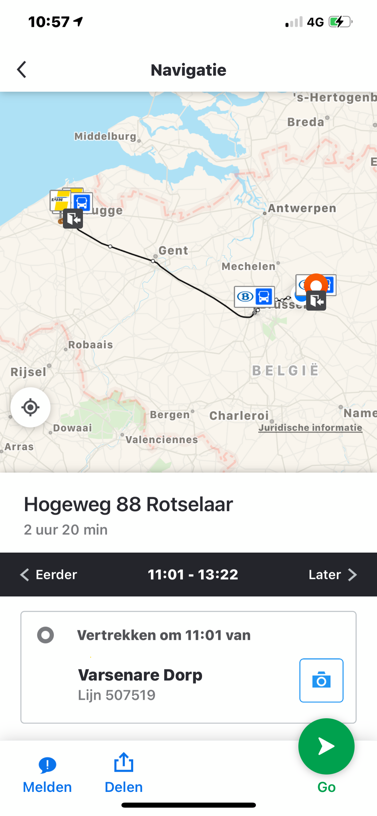 10:57
4G
Navigatie
's-Hertogenb
Breda
Middelburg
ugge
Antwerpen
Gent
Mechelen
B
Robaais
BELGIË
Rijsel
Bergen
Charleroi
Name
Dowaai
Juridische informatie
Valenciennes
Arras
Hogeweg 88 Rotselaar
2 uur 20 min
Eerder
11:01 - 13:22
Later
Vertrekken om 11:01 van
Varsenare Dorp
Lijn 507519
Melden
Delen
Go